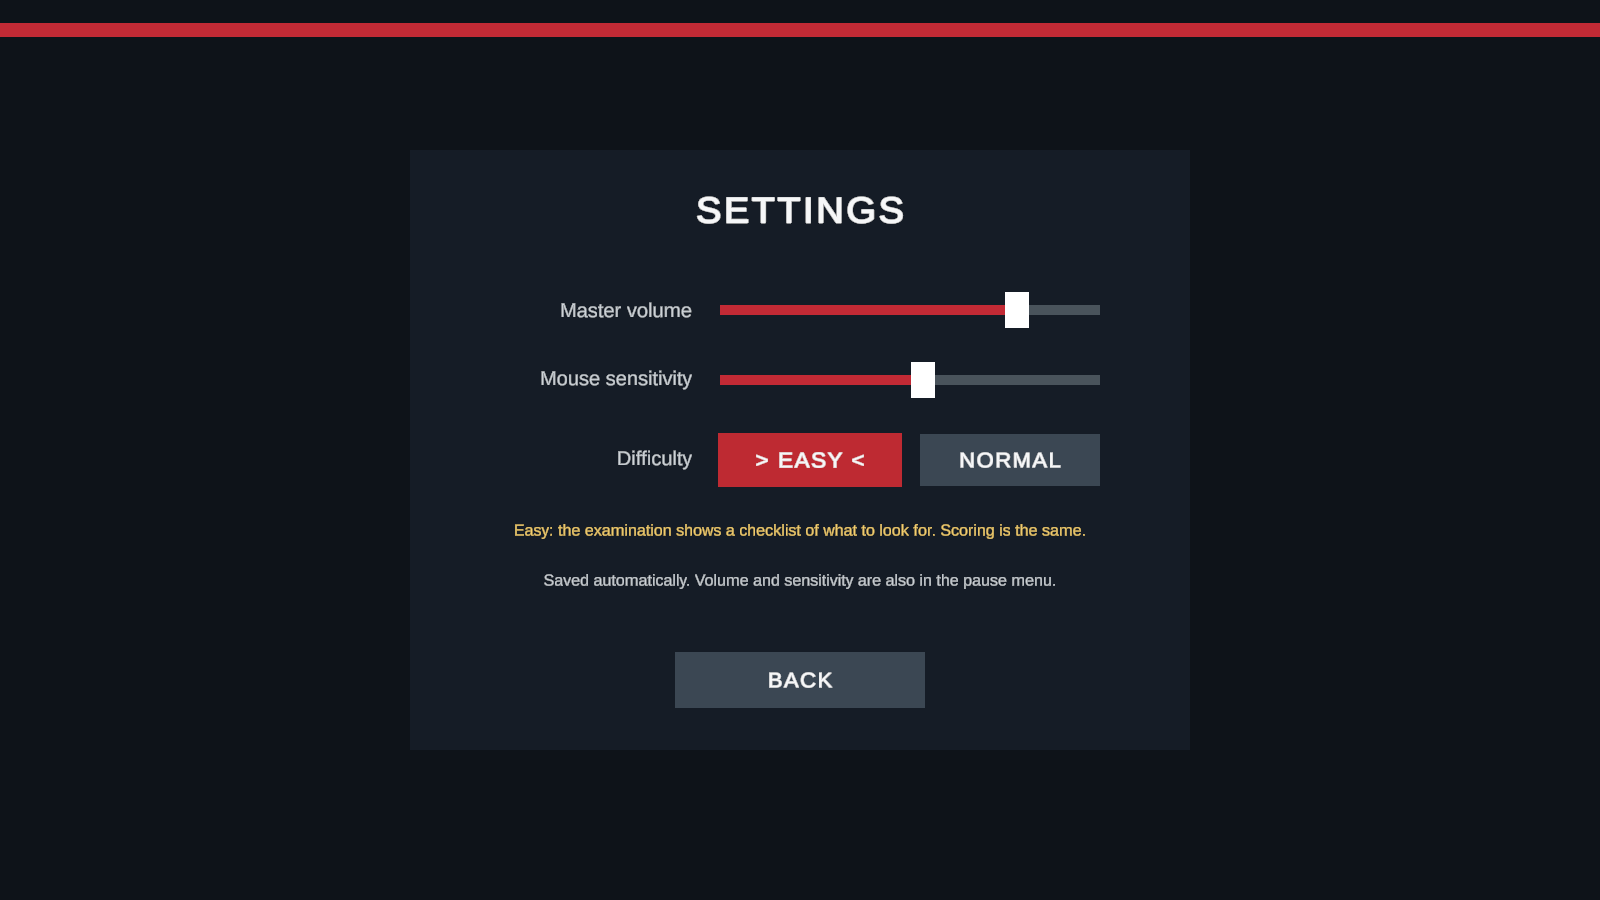 SETTINGS
Master volume
Mouse sensitivity
Difficulty > EASY < NORMAL
Easy: the examination shows a checklist of what to look for. Scoring is the same.
Saved automatically. Volume and sensitivity are also in the pause menu.
BACK